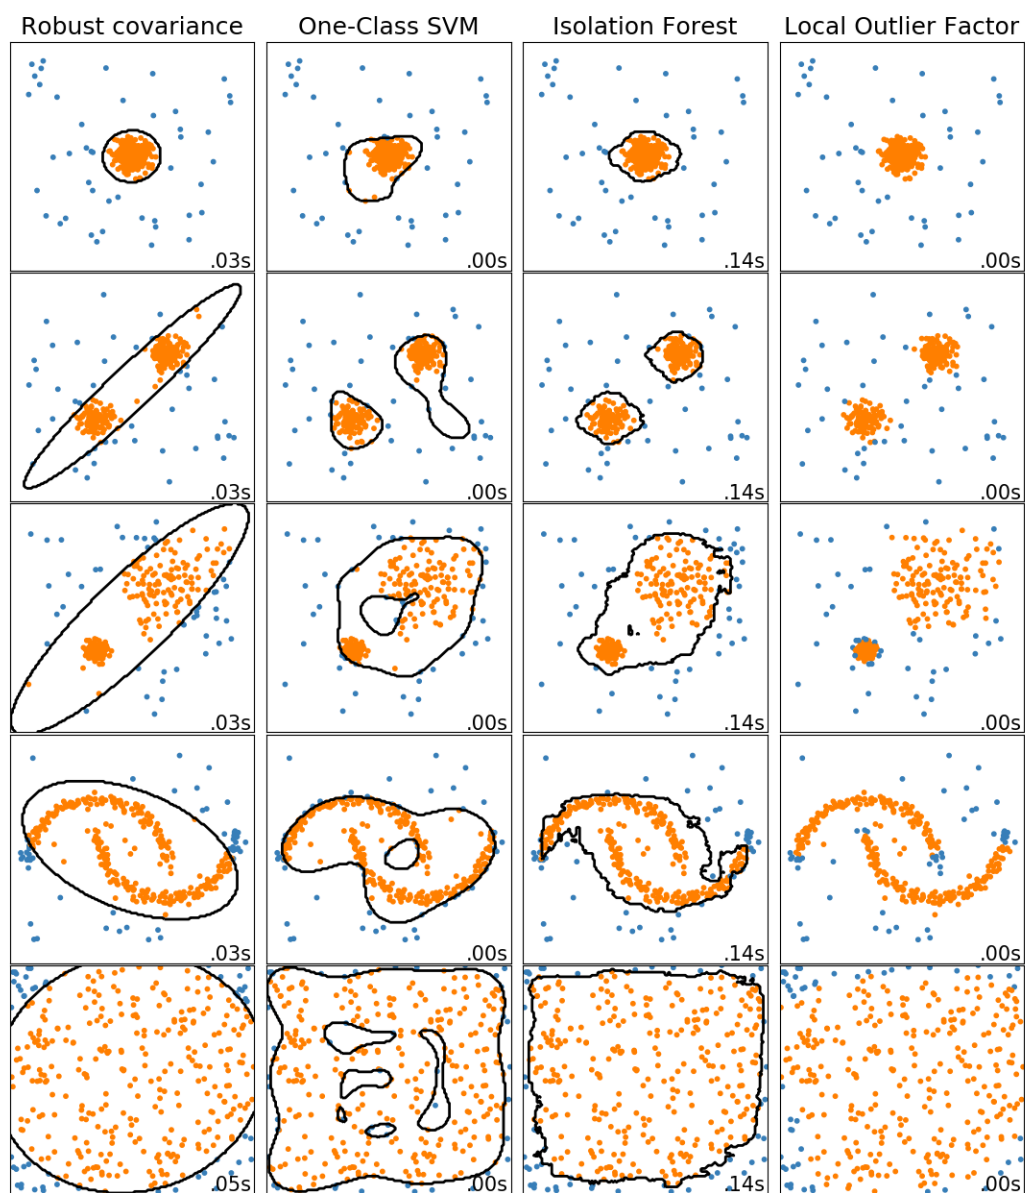 Robust covariance One-Class SVM Isolation Forest Local Outlier Factor
.03s .00s .14s .00s
.03s .00s .14s .00s
.03s .00s .14s .00s
.03s .00s .14s .00s
.05s .00s .14s .00s